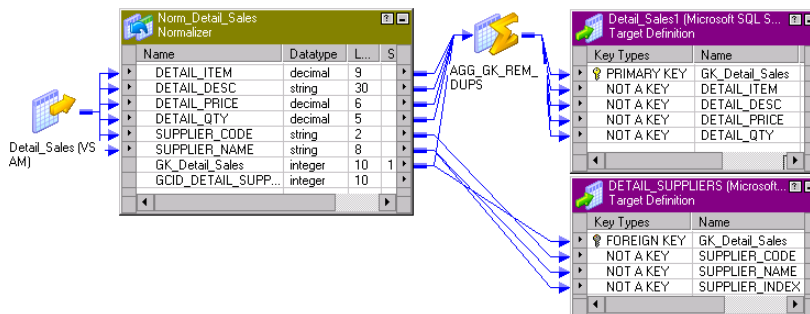 Norm_Detail_Sales
Normalizer
Name Datatype L... S
DETAIL_ITEM decimal 9
DETAIL_DESC string 30
DETAIL_PRICE decimal 6
DETAIL_QTY decimal 5
SUPPLIER_CODE string 2
SUPPLIER_NAME string 8
GK_Detail_Sales integer 10 1
GCID_DETAIL_SUPP... integer 10
Detail_Sales (VS
AM)
AGG_GK_REM_
DUPS
Detail_Sales1 (Microsoft SQL S...
Target Definition
Key Types Name
PRIMARY KEY GK_Detail_Sales
NOT A KEY DETAIL_ITEM
NOT A KEY DETAIL_DESC
NOT A KEY DETAIL_PRICE
NOT A KEY DETAIL_QTY
DETAIL_SUPPLIERS (Microsoft...
Target Definition
Key Types Name
FOREIGN KEY GK_Detail_Sales
NOT A KEY SUPPLIER_CODE
NOT A KEY SUPPLIER_NAME
NOT A KEY SUPPLIER_INDEX